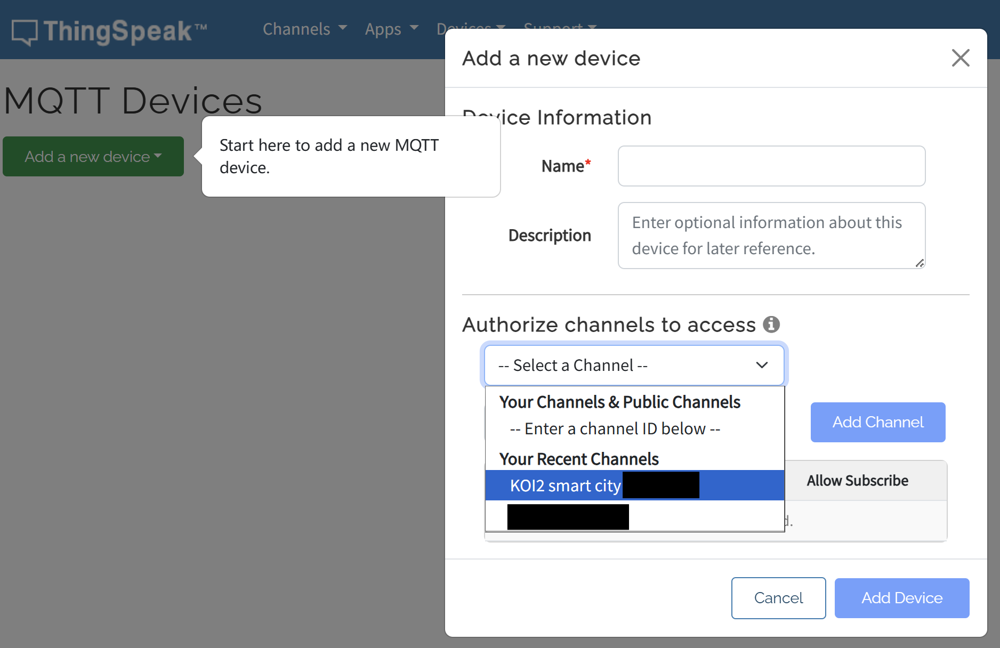 ThingSpeak™
Channels
Apps
Devices
Support
MQTT Devices
Add a new device
Start here to add a new MQTT
device.
Add a new device
Device Information
Name*
Description
Enter optional information about this
device for later reference.
Authorize channels to access
-- Select a Channel --
Your Channels & Public Channels
-- Enter a channel ID below --
Your Recent Channels
KOI2 smart city
Add Channel
Allow Subscribe
d.
Cancel
Add Device